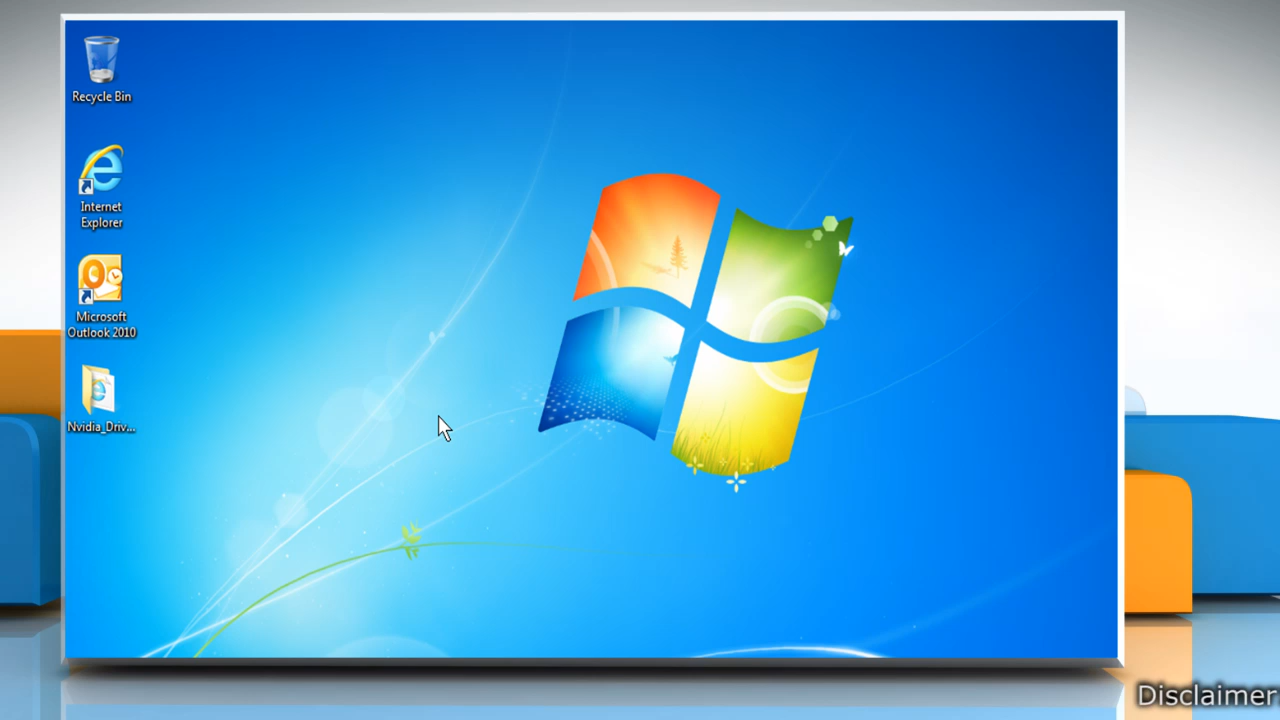 Recycle Bin
Internet
Explorer
Microsoft
Outlook 2010
Nvidia_Driv...
Disclaimer